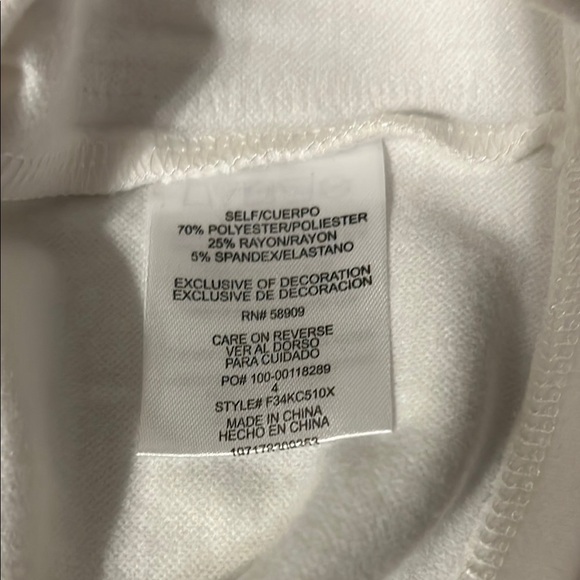 SELF/CUERPO
70% POLYESTER/POLIESTER
25% RAYON/RAYON
5% SPANDEX/ELASTANO
EXCLUSIVE OF DECORATION
EXCLUSIVE DE DECORACION
RN# 58909
CARE ON REVERSE
VER AL DORSO
PARA CUIDADO
PO# 100-00118289
4
STYLE# F34KC510X
MADE IN CHINA
HECHO EN CHINA